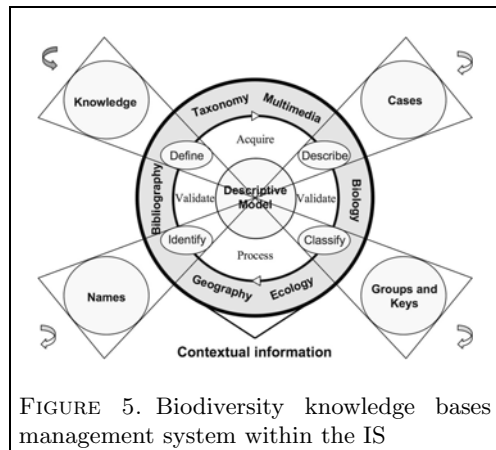 Knowledge
Cases
Taxonomy
Multimedia
Acquire
Define
Describe
Bibliography
Validate
Descriptive
Model
Validate
Biology
Identify
Classify
Process
Names
Geography
Ecology
Groups and
Keys
Contextual information
FIGURE 5. Biodiversity knowledge bases
management system within the IS